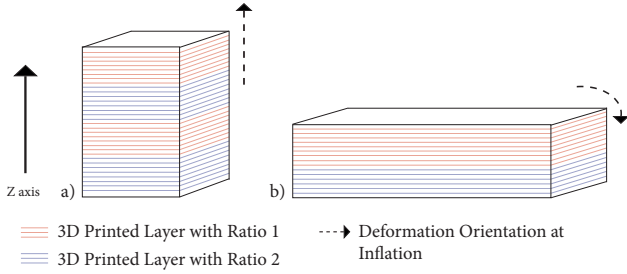 Z axis
a)
b)
3D Printed Layer with Ratio 1
3D Printed Layer with Ratio 2
Deformation Orientation at
Inflation